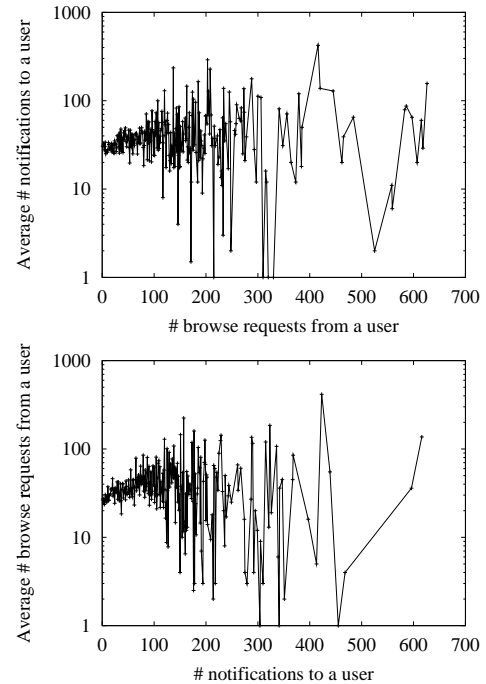 1000
100
10
1
Average # notifications to a user
0 100 200 300 400 500 600 700
# browse requests from a user
1000
100
10
1
Average # browse requests from a user
0 100 200 300 400 500 600 700
# notifications to a user